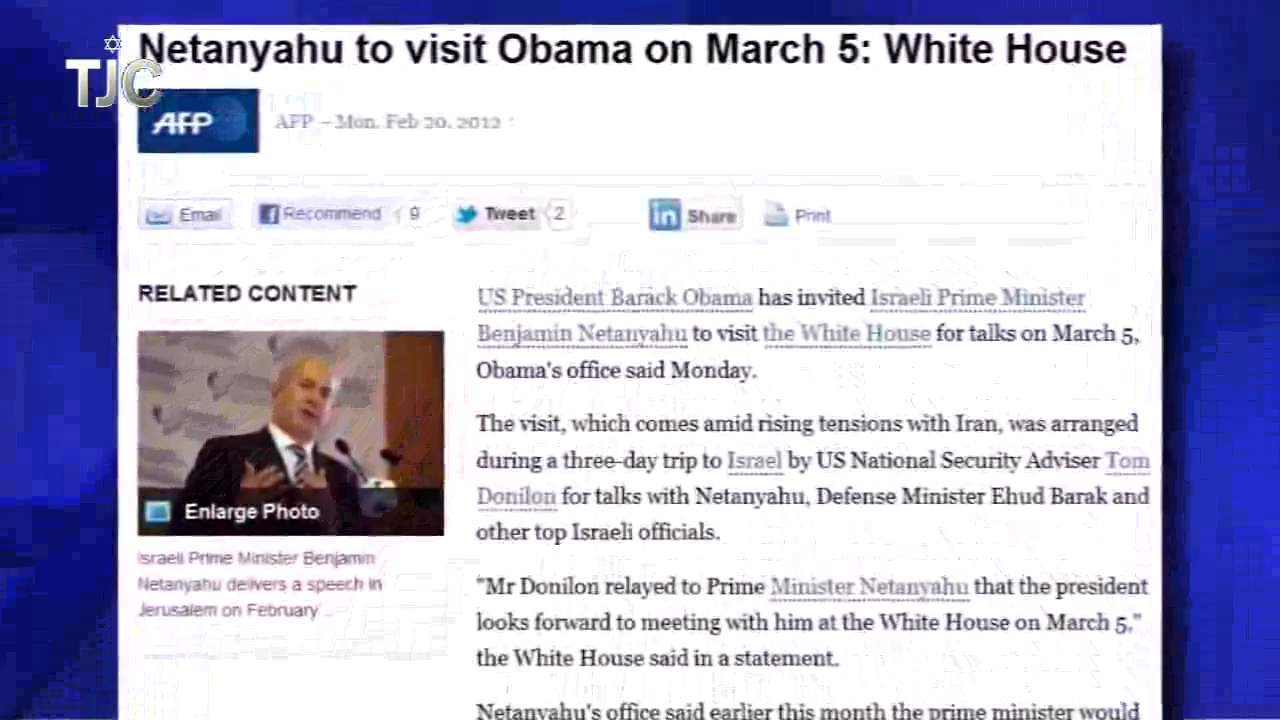 Netanyahu to visit Obama on March 5: White House
TJC
AFP
AFP – Mon, Feb 20, 2012
Email
Recommend
9
Tweet
2
Share
Print
RELATED CONTENT
Enlarge Photo
Israeli Prime Minister Benjamin
Netanyahu delivers a speech in
Jerusalem on February ...
US President Barack Obama has invited Israeli Prime Minister
Benjamin Netanyahu to visit the White House for talks on March 5,
Obama's office said Monday.
The visit, which comes amid rising tensions with Iran, was arranged
during a three-day trip to Israel by US National Security Adviser Tom
Donilon for talks with Netanyahu, Defense Minister Ehud Barak and
other top Israeli officials.
"Mr Donilon relayed to Prime Minister Netanyahu that the president
looks forward to meeting with him at the White House on March 5,"
the White House said in a statement.
Netanyahu's office said earlier this month the prime minister would